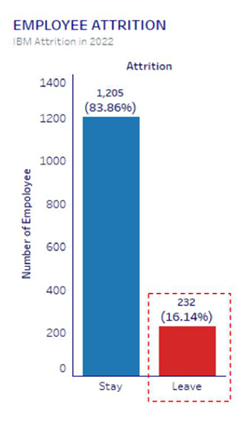 EMPLOYEE ATTRITION
IBM Attrition in 2022
Attrition
Number of Empoloyee
1400
1200
1000
800
600
400
200
0
1,205
(83.86%)
232
(16.14%)
Stay
Leave